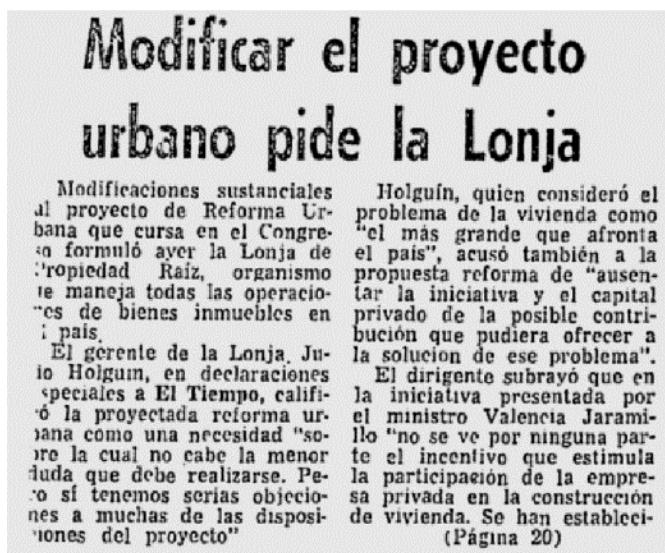 Modificar el proyecto
urbano pide la Lonja
Modificaciones sustanciales
al proyecto de Reforma Ur-
bana que cursa en el Congre-
so formuló ayer la Lonja de
Propiedad Raíz, organismo
que maneja todas las operacio-
nes de bienes inmuebles en
el país.
El gerente de la Lonja, Ju-
lio Holguín, en declaraciones
especiales a El Tiempo, califi-
có la proyectada reforma ur-
bana como una necesidad "so-
bre la cual no cabe la menor
duda que debe realizarse. Pe-
ro sí tenemos serias objecio-
nes a muchas de las disposi-
ciones del proyecto"
Holguín, quien consideró el
problema de la vivienda como
"el más grande que afronta
el país", acusó también a la
propuesta reforma de "ausen-
tar la iniciativa y el capital
privado de la posible contri-
bución que pudiera ofrecer a
la solucion de ese problema".
El dirigente subrayó que en
la iniciativa presentada por
el ministro Valencia Jarami-
llo "no se ve por ninguna par-
te el incentivo que estimula
la participación de la empre-
sa privada en la construcción
de vivienda. Se han estableci-
(Página 20)